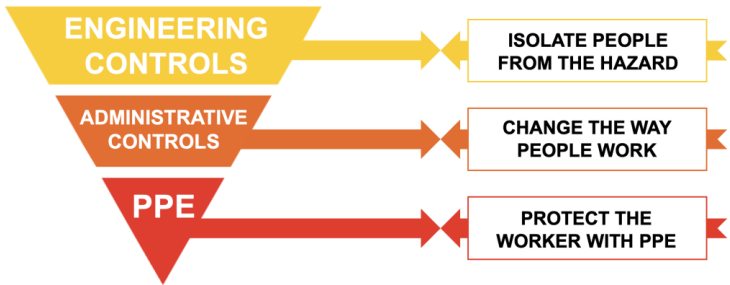 ENGINEERING
CONTROLS
ISOLATE PEOPLE
FROM THE HAZARD
ADMINISTRATIVE
CONTROLS
CHANGE THE WAY
PEOPLE WORK
PPE
PROTECT THE
WORKER WITH PPE